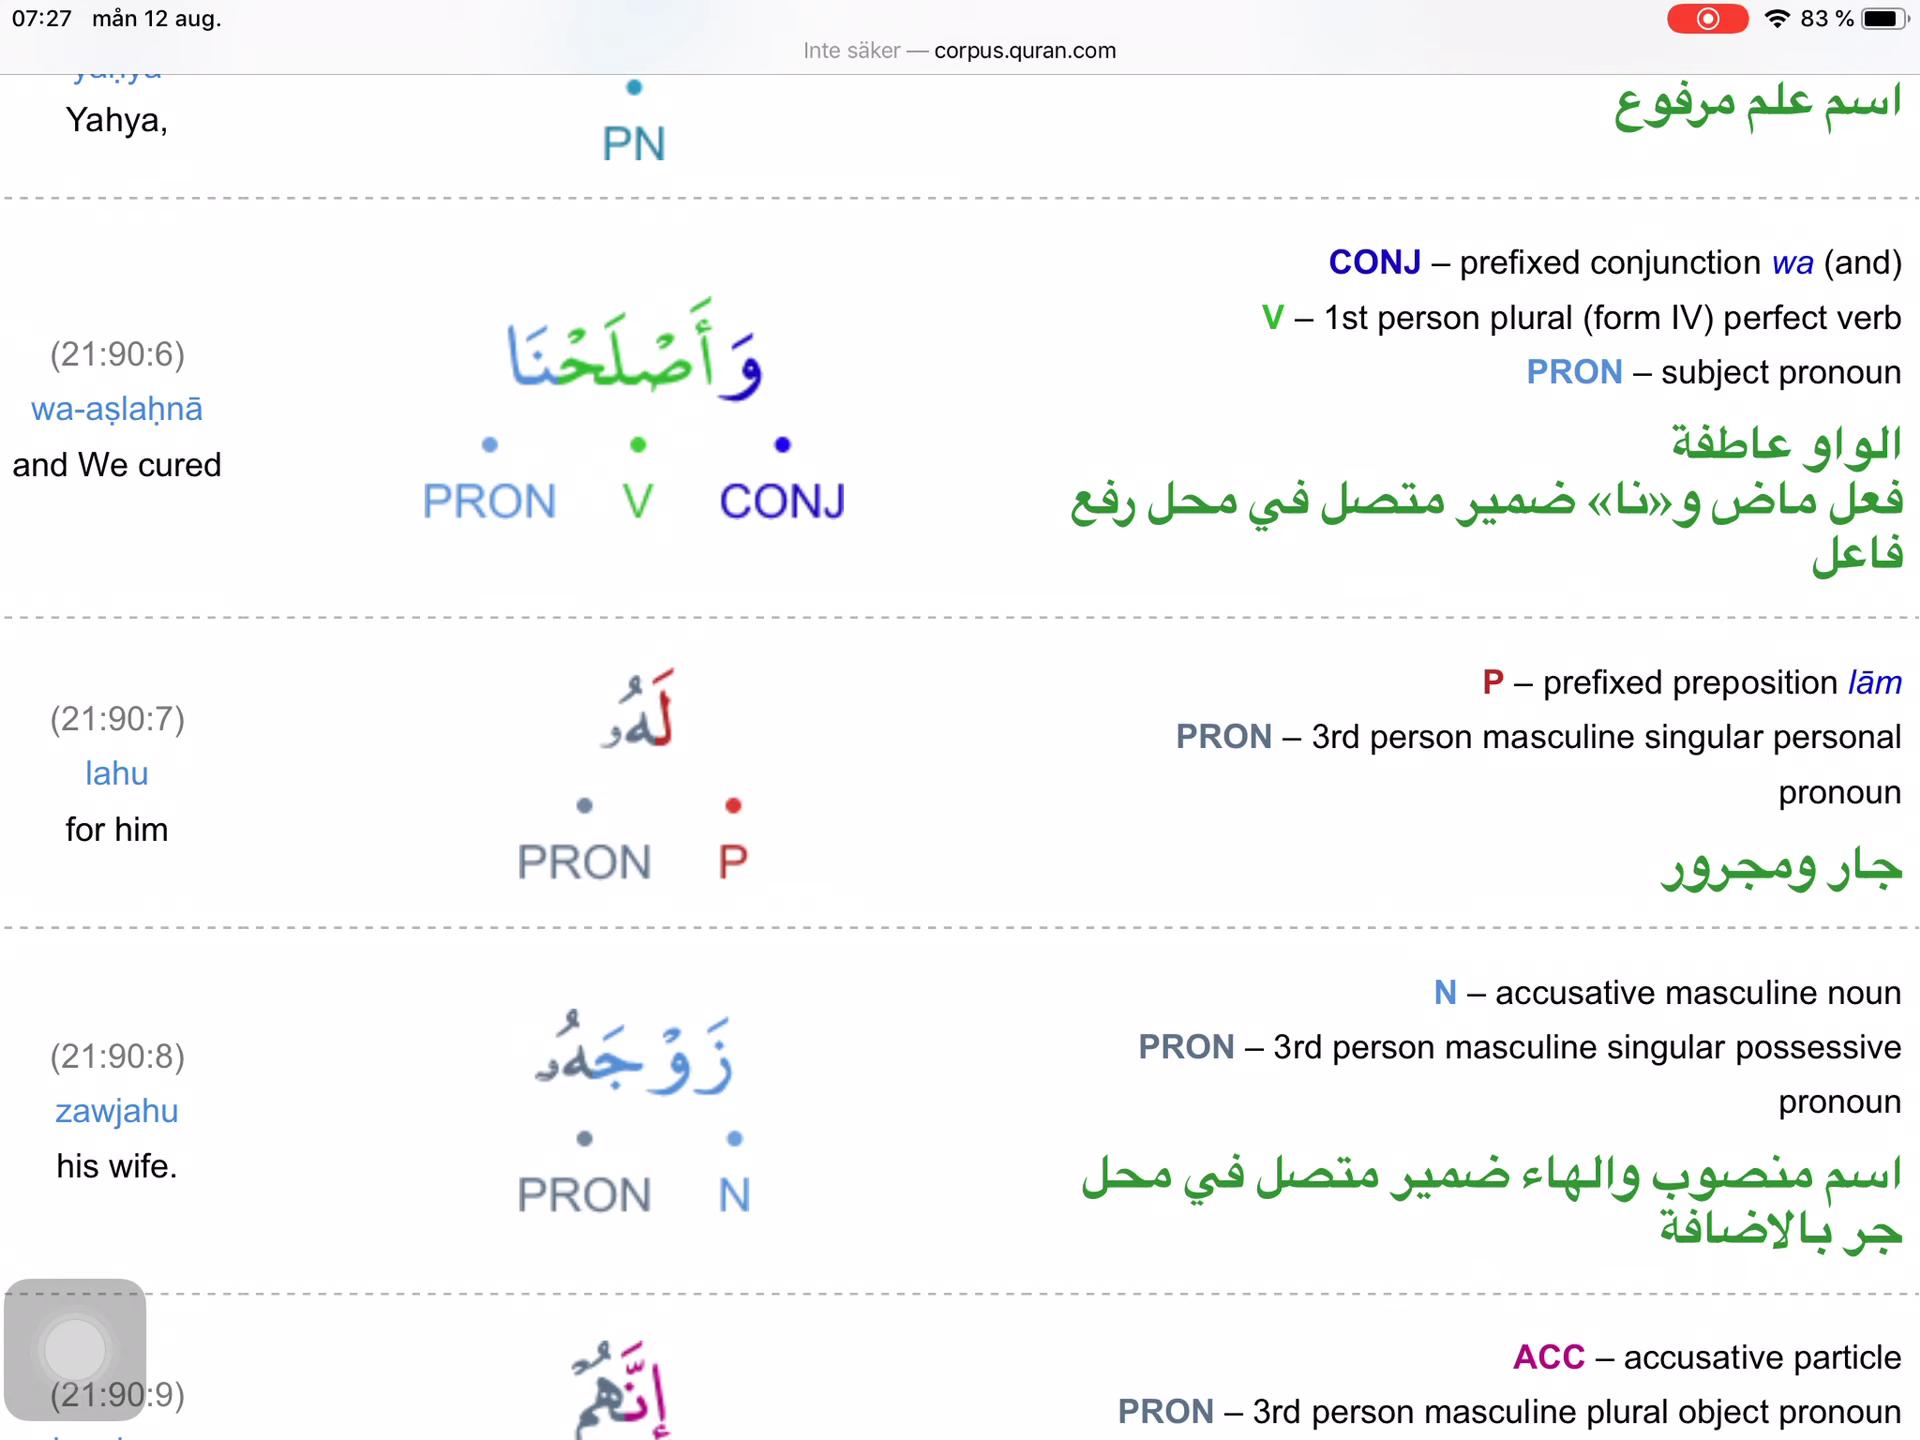 07:27 mån 12 aug. 83 %
Inte säker — corpus.quran.com
yaḥyā
Yahya,
PN
اسم علم مرفوع
(21:90:6)
wa-aṣlaḥnā
and We cured
وَأَصْلَحْنَا
PRON V CONJ
CONJ – prefixed conjunction wa (and)
V – 1st person plural (form IV) perfect verb
PRON – subject pronoun
الواو عاطفة
فعل ماض و«نا» ضمير متصل في محل رفع
فاعل
(21:90:7)
lahu
for him
لَهُۥ
PRON P
P – prefixed preposition lām
PRON – 3rd person masculine singular personal
pronoun
جار ومجرور
(21:90:8)
zawjahu
his wife.
زَوْجَهُۥ
PRON N
N – accusative masculine noun
PRON – 3rd person masculine singular possessive
pronoun
اسم منصوب والهاء ضمير متصل في محل
جر بالاضافة
(21:90:9)
إِنَّهُمْ
ACC – accusative particle
PRON – 3rd person masculine plural object pronoun